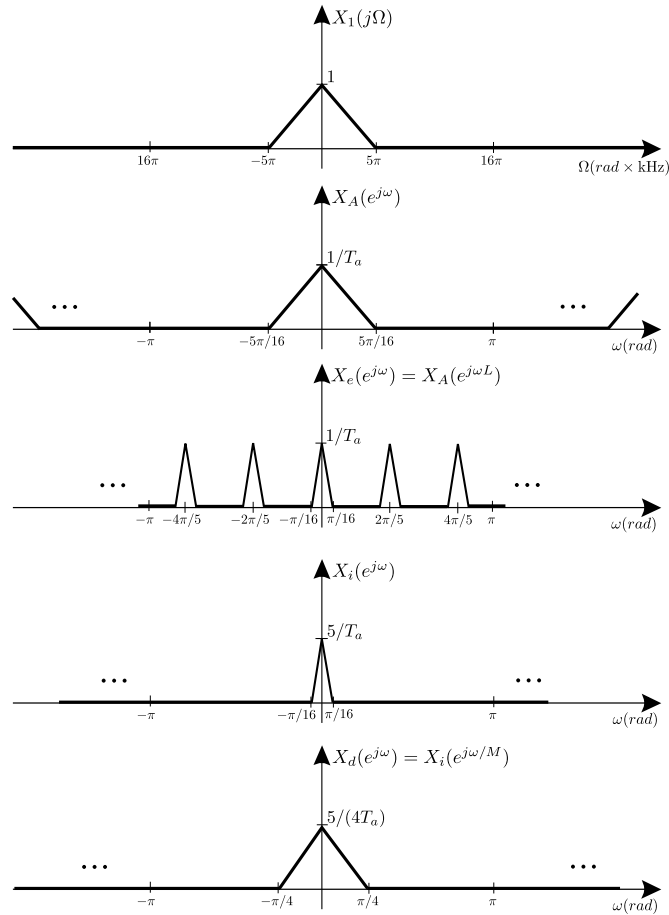 X₁(jΩ)
1
16π −5π 5π 16π
Ω(rad × kHz)
X_A(e^{jω})
1/T_a
... ...
−π −5π/16 5π/16 π ω(rad)
X_e(e^{jω}) = X_A(e^{jωL})
1/T_a
... ...
−π −4π/5 −2π/5 −π/16 π/16 2π/5 4π/5 π ω(rad)
X_i(e^{jω})
5/T_a
... ...
−π −π/16 π/16 π ω(rad)
X_d(e^{jω}) = X_i(e^{jω/M})
5/(4T_a)
... ...
−π −π/4 π/4 π ω(rad)